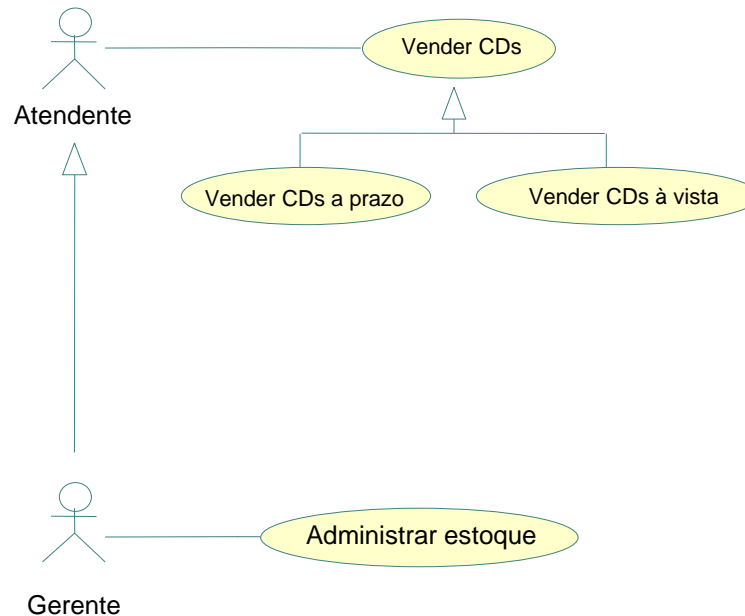 Vender CDs
Atendente
Vender CDs a prazo
Vender CDs à vista
Administrar estoque
Gerente